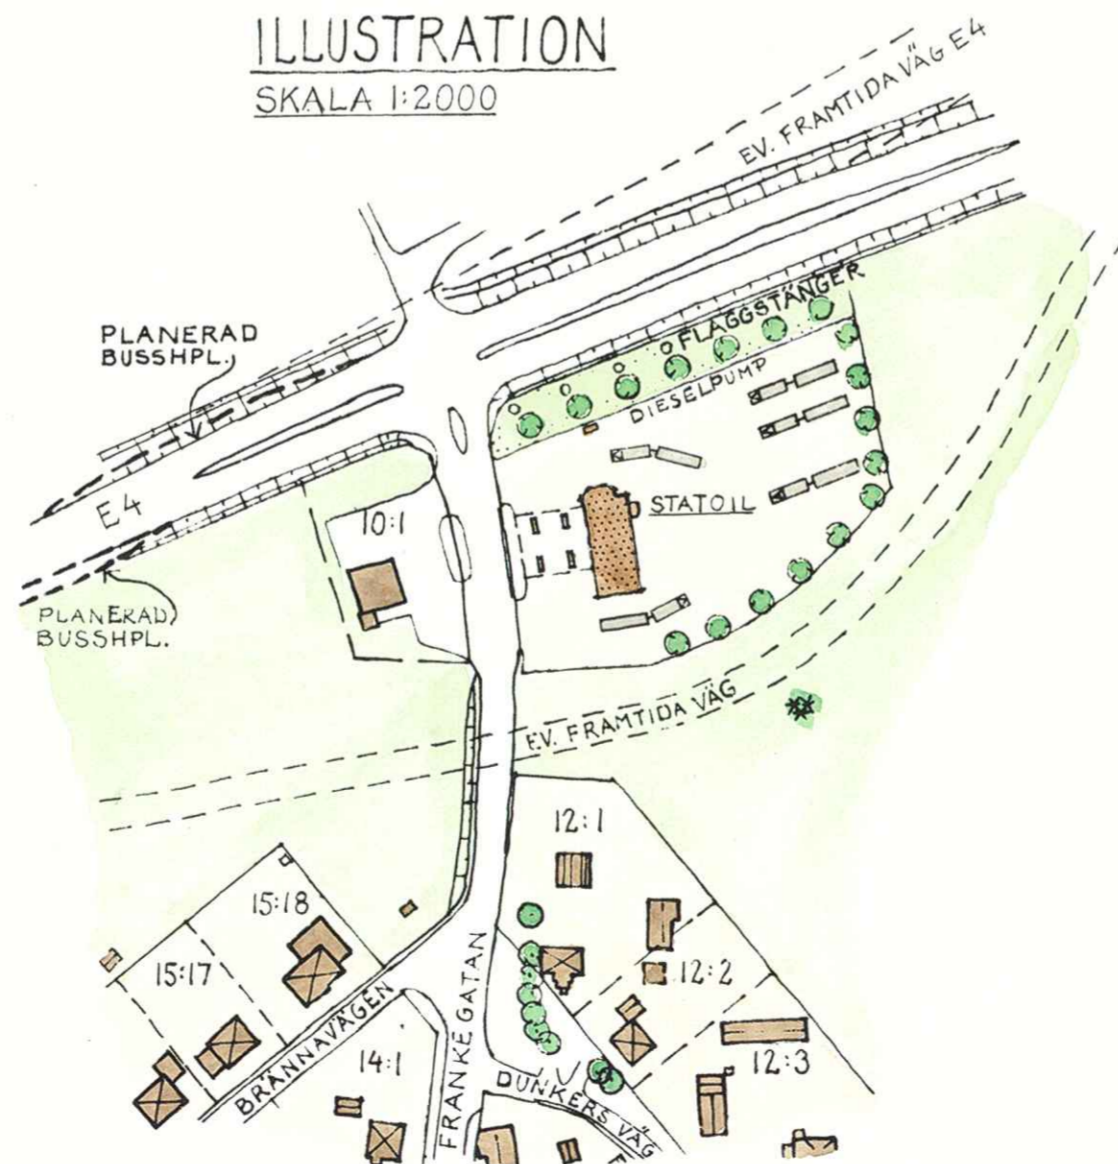 ILLUSTRATION
SKALA 1:2000
EV. FRAMTIDA VÄG E4
PLANERAD
BUSSHPL.
FLAGGSTÄNGER
DIESELPUMP
E4
10:1
STATOIL
PLANERAD
BUSSHPL.
EV. FRAMTIDA VÄG
12:1
15:18
15:17
12:2
BRÄNNAVÄGEN
FRANKEGATAN
14:1
12:3
DUNKERS VÄG